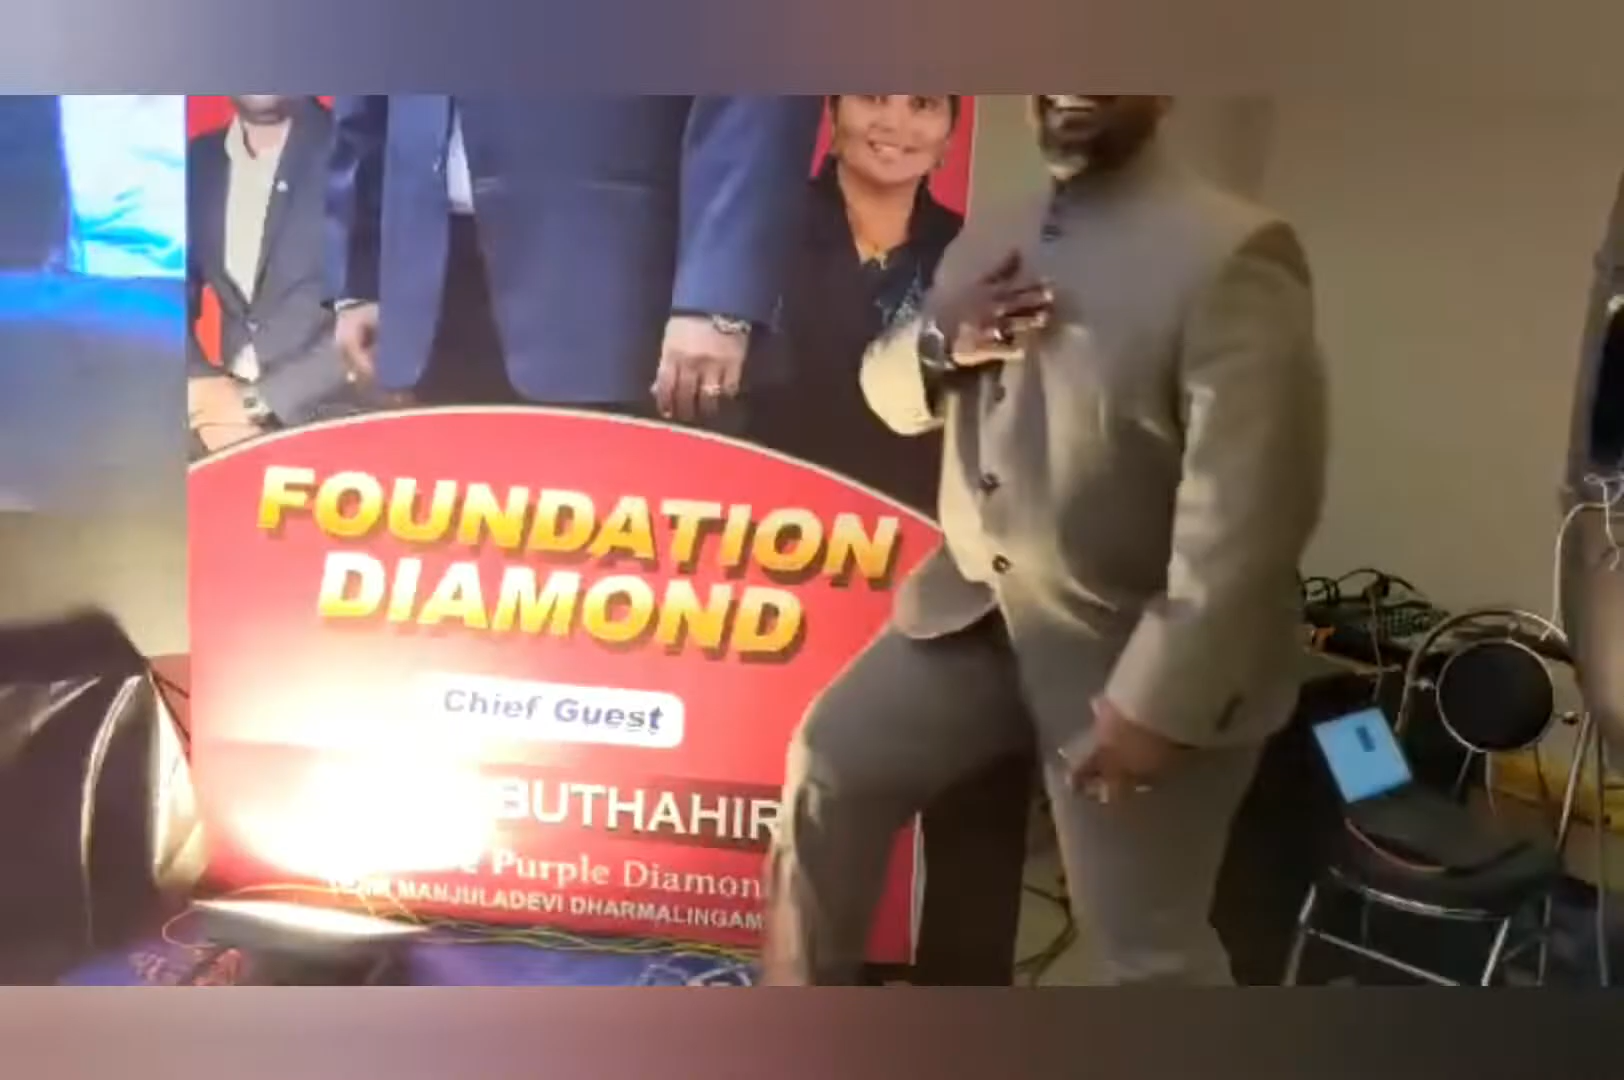 FOUNDATION
DIAMOND
Chief Guest
BUTHAHIR
Purple Diamon
MANJULADEVI DHARMALINGAM